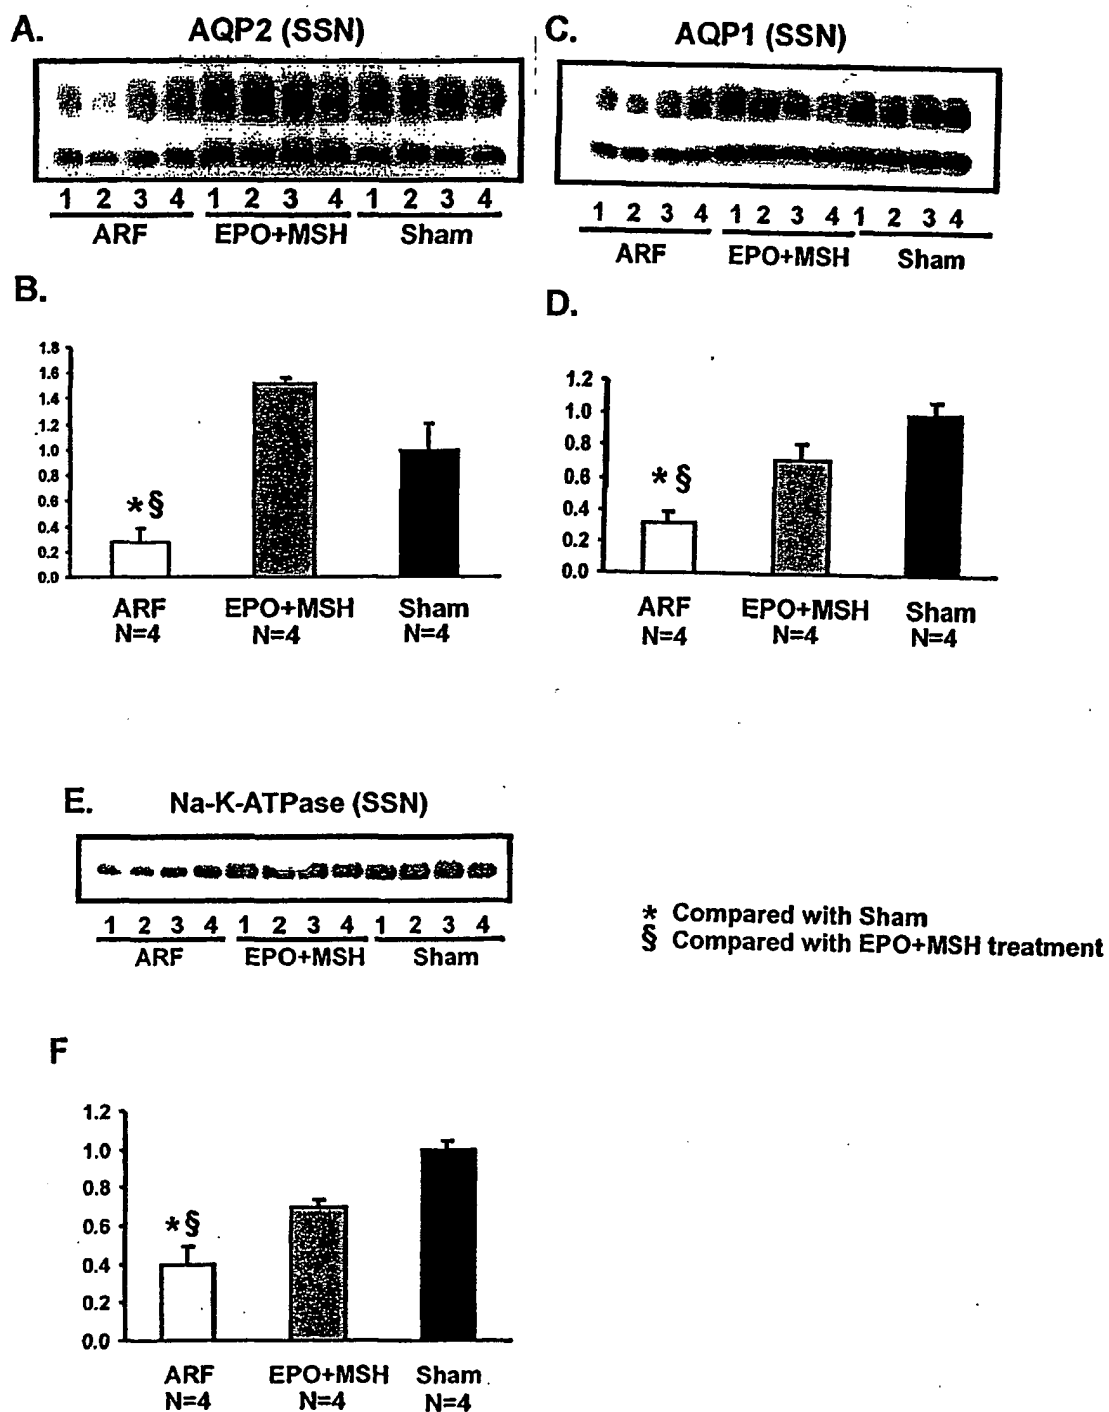 A.
AQP2 (SSN)
1 2 3 4 1 2 3 4 1 2 3 4
ARF EPO+MSH Sham
C.
AQP1 (SSN)
1 2 3 4 1 2 3 4 1 2 3 4
ARF EPO+MSH Sham
B.
1.8
1.6
1.4
1.2
1.0
0.8
0.6
0.4
0.2
0.0
* §
ARF EPO+MSH Sham
N=4 N=4 N=4
D.
1.2
1.0
0.8
0.6
0.4
0.2
0.0
* §
ARF EPO+MSH Sham
N=4 N=4 N=4
E.
Na-K-ATPase (SSN)
1 2 3 4 1 2 3 4 1 2 3 4
ARF EPO+MSH Sham
* Compared with Sham
§ Compared with EPO+MSH treatment
F
1.2
1.0
0.8
0.6
0.4
0.2
0.0
*§
ARF EPO+MSH Sham
N=4 N=4 N=4